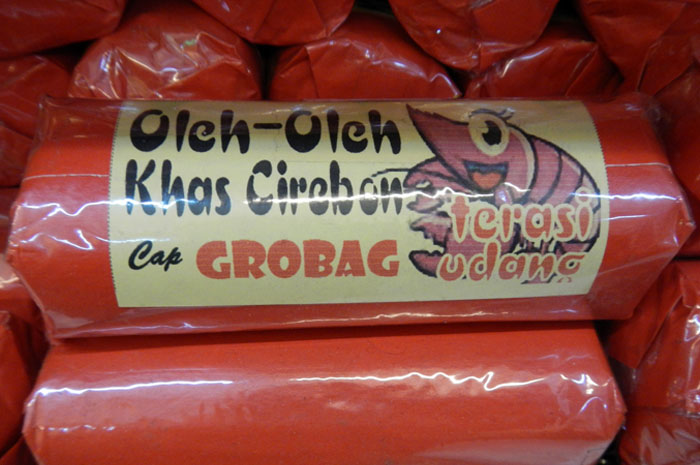 Oleh-Oleh
Khas Cirebon
Cap GROBAG
terasi
udang